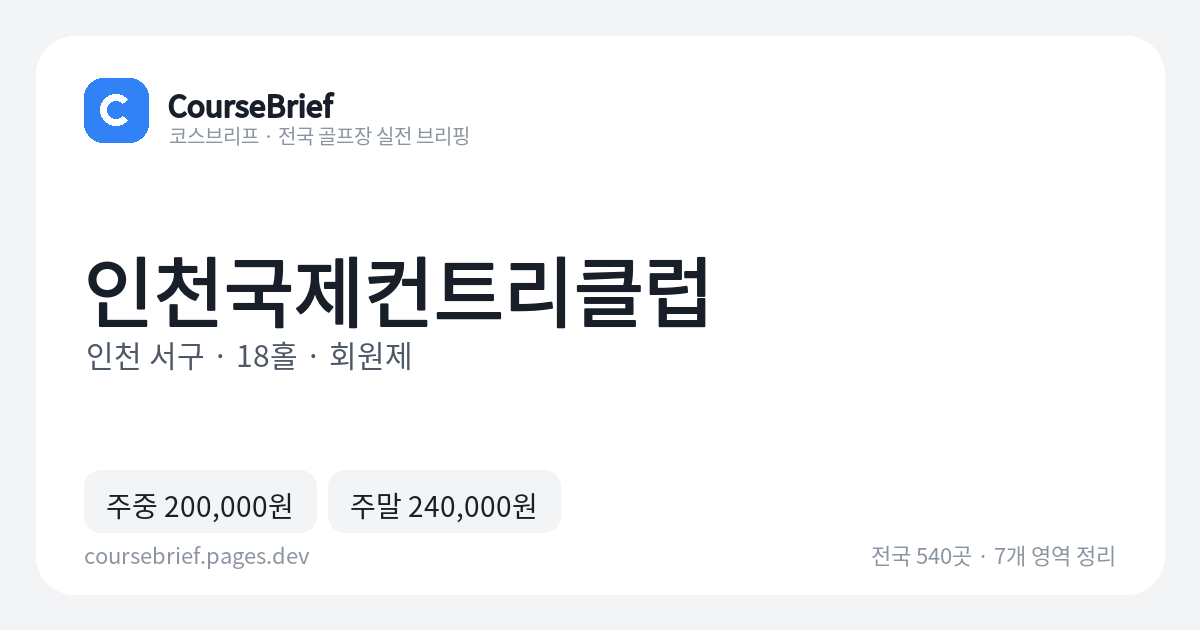 C
CourseBrief
코스브리프 · 전국 골프장 실전 브리핑
인천국제컨트리클럽
인천 서구 · 18홀 · 회원제
주중 200,000원 주말 240,000원
coursebrief.pages.dev 전국 540곳 · 7개 영역 정리